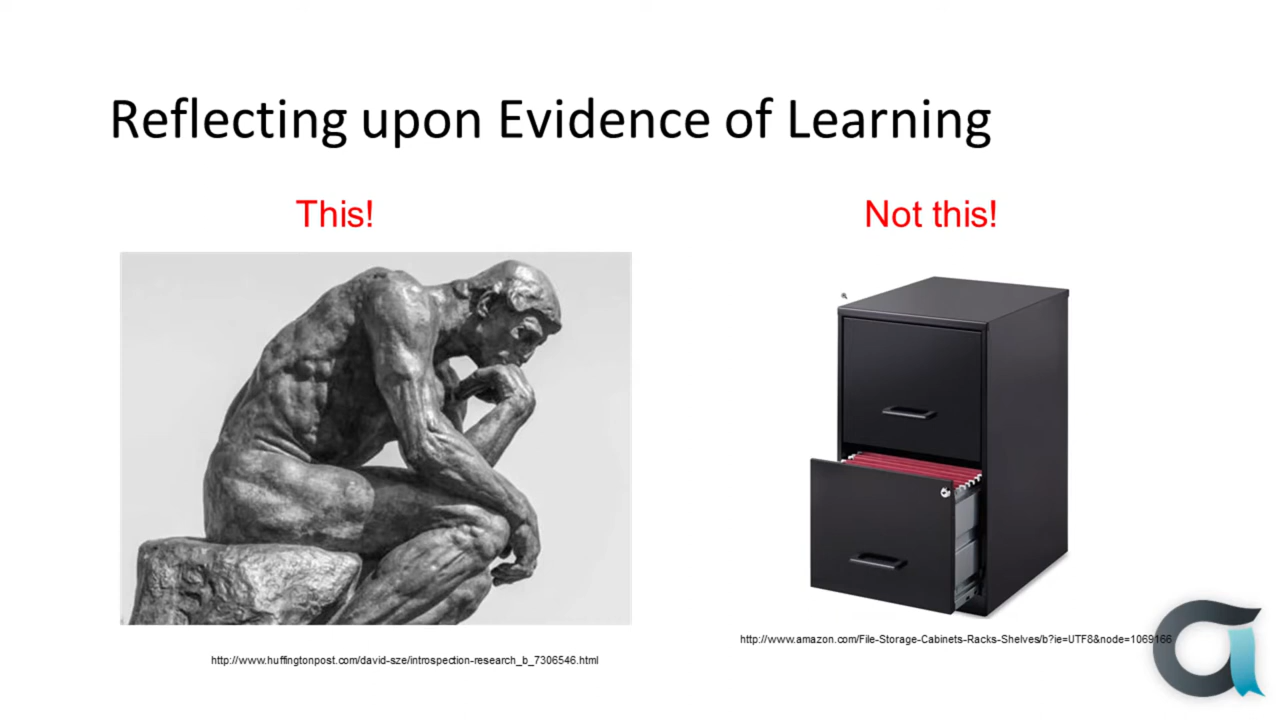 Reflecting upon Evidence of Learning
This!
Not this!
http://www.huffingtonpost.com/david-sze/introspection-research_b_7306546.html
http://www.amazon.com/File-Storage-Cabinets-Racks-Shelves/b?ie=UTF8&node=1069166